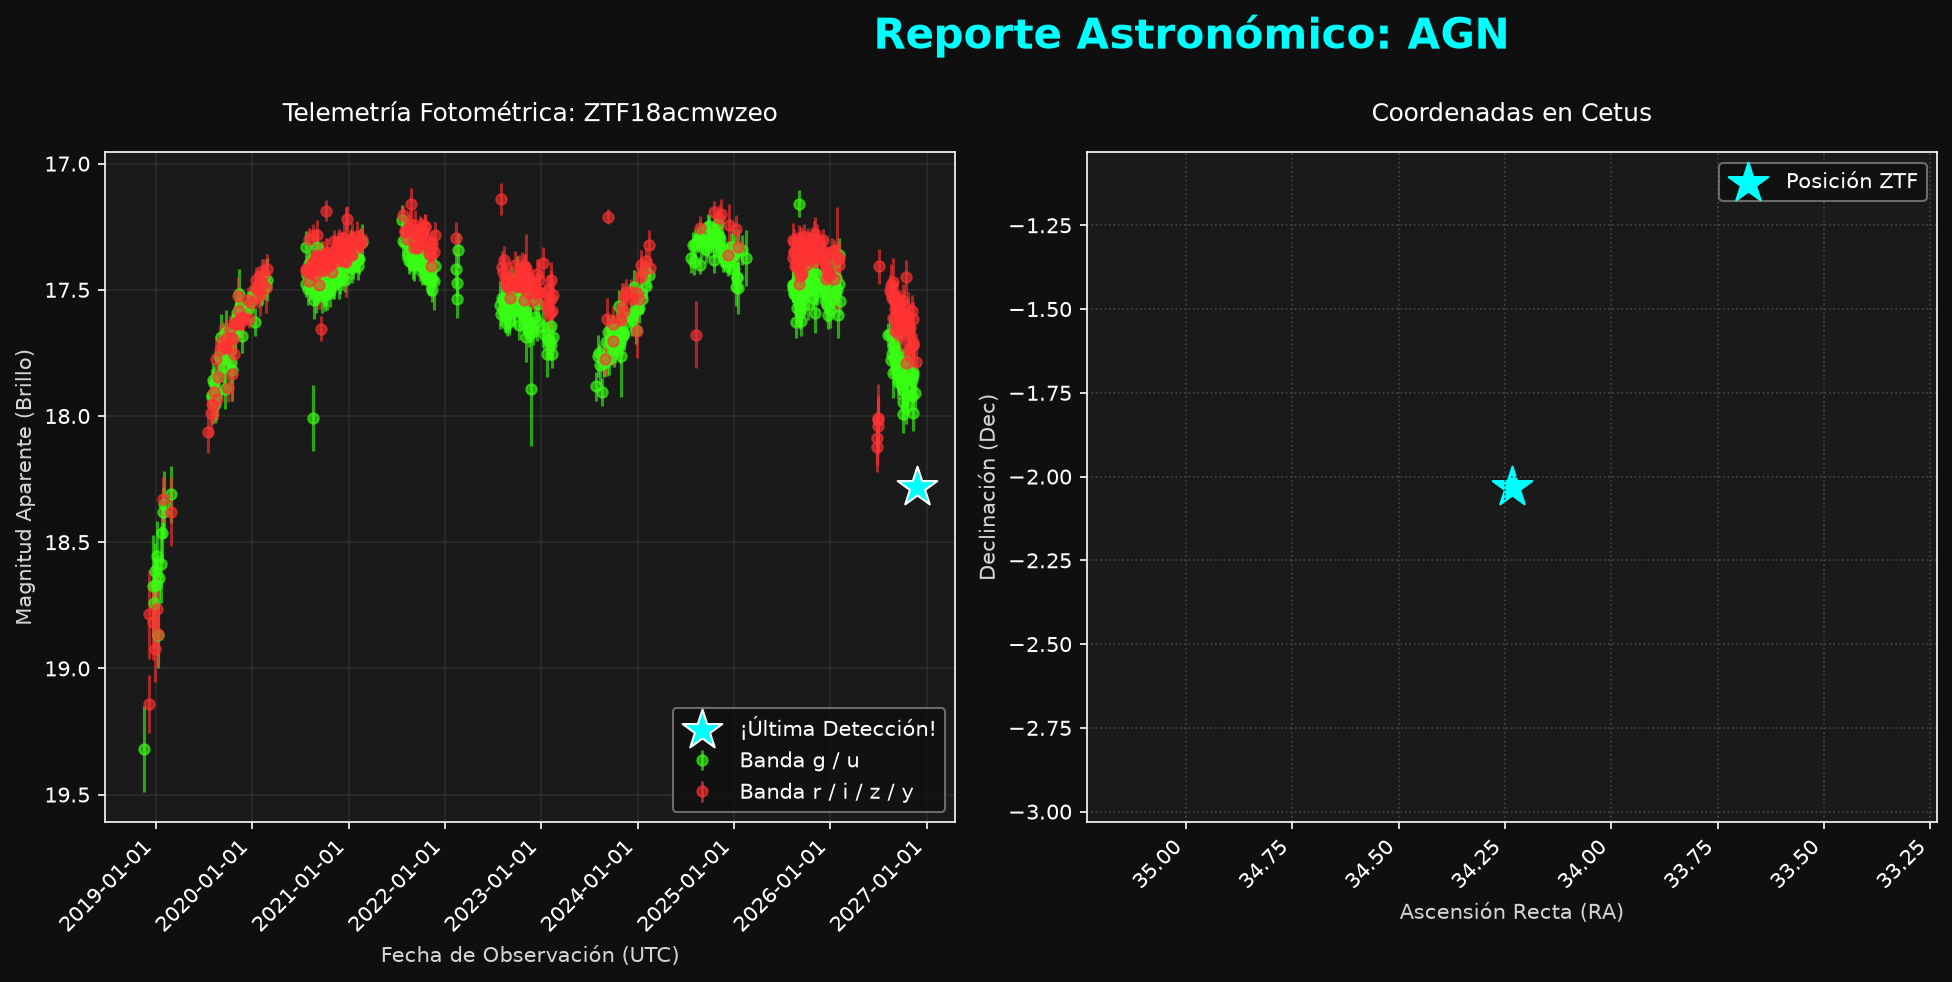 Reporte Astronómico: AGN
Telemetría Fotométrica: ZTF18acmwzeo
Magnitud Aparente (Brillo)
17.0
17.5
18.0
18.5
19.0
19.5
¡Última Detección!
Banda g / u
Banda r / i / z / y
2019-01-01
2020-01-01
2021-01-01
2022-01-01
2023-01-01
2024-01-01
2025-01-01
2026-01-01
2027-01-01
Fecha de Observación (UTC)
Coordenadas en Cetus
Posición ZTF
Declinación (Dec)
−1.25
−1.50
−1.75
−2.00
−2.25
−2.50
−2.75
−3.00
35.00
34.75
34.50
34.25
34.00
33.75
33.50
33.25
Ascensión Recta (RA)